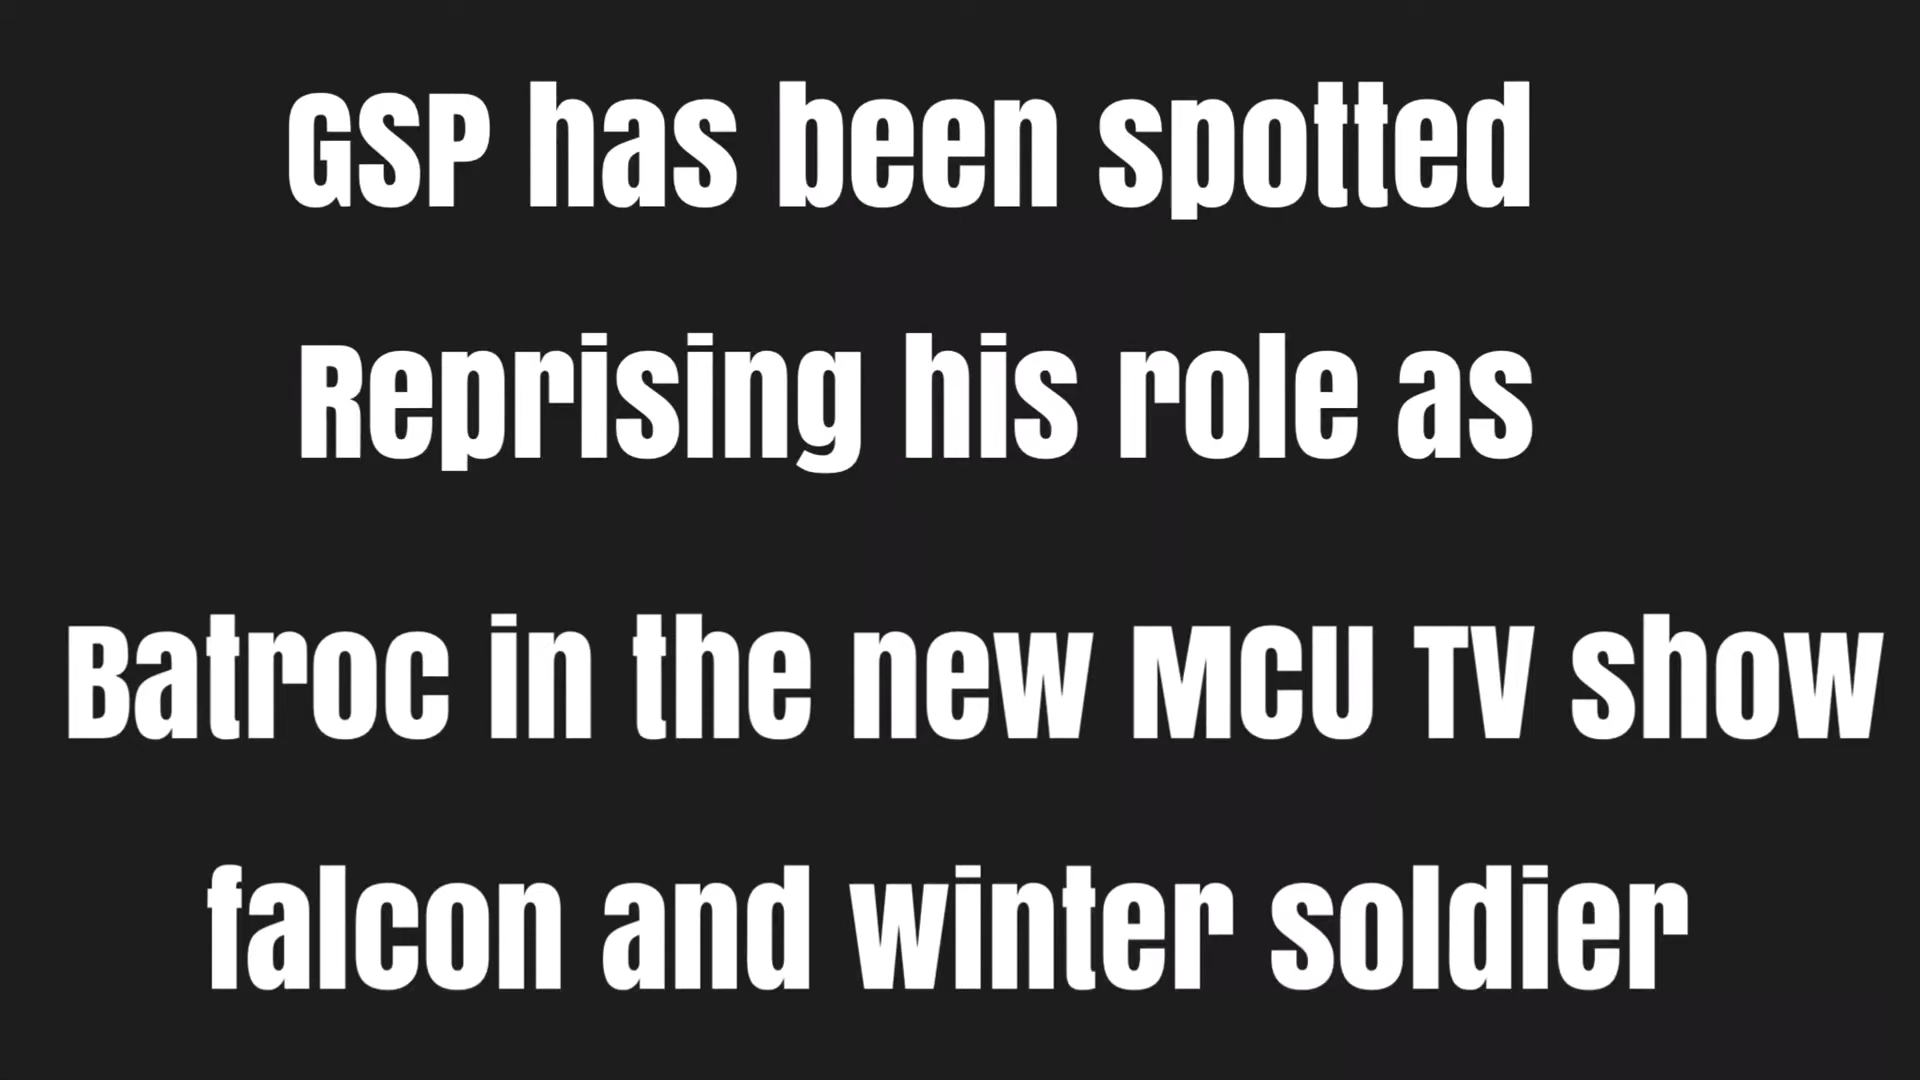 GSP has been spotted
Reprising his role as
Batroc in the new MCU TV show
falcon and winter soldier